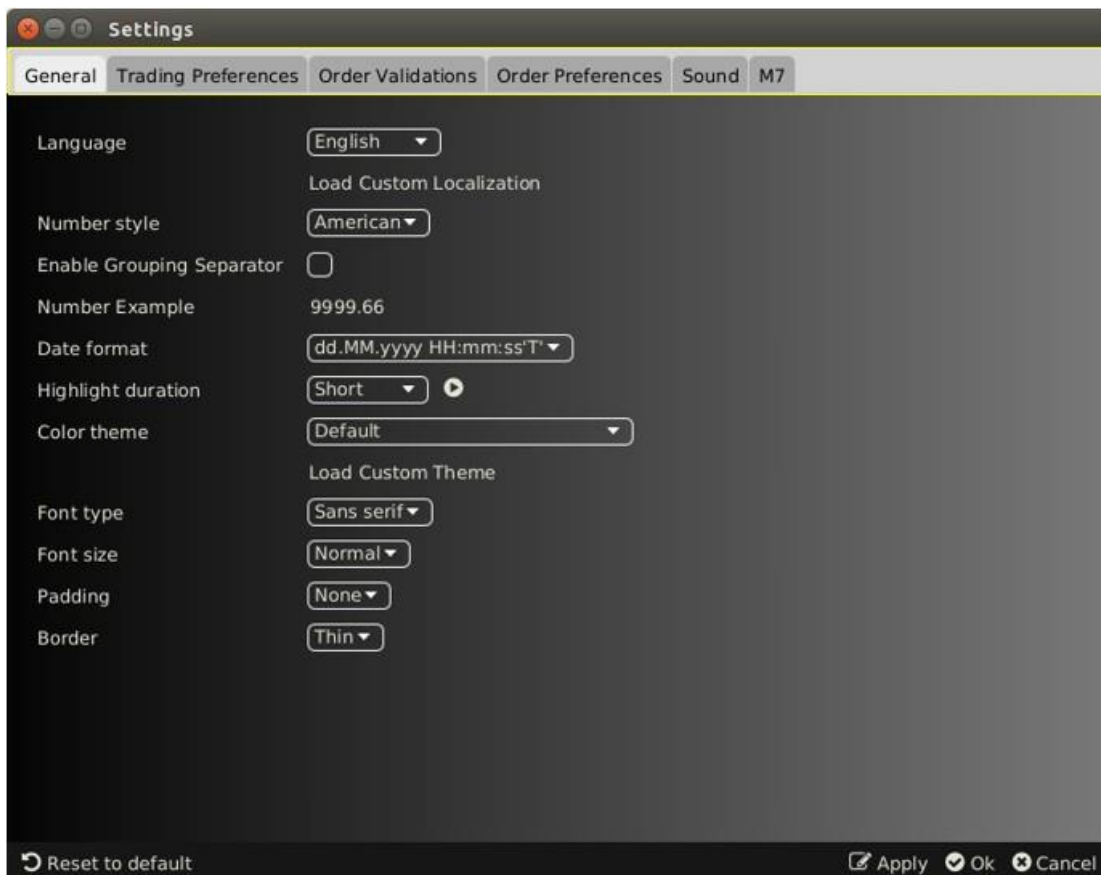 Settings
General Trading Preferences Order Validations Order Preferences Sound M7
Language English
Load Custom Localization
Number style American
Enable Grouping Separator
Number Example 9999.66
Date format dd.MM.yyyy HH:mm:ss'T'
Highlight duration Short
Color theme Default
Load Custom Theme
Font type Sans serif
Font size Normal
Padding None
Border Thin
Reset to default Apply Ok Cancel